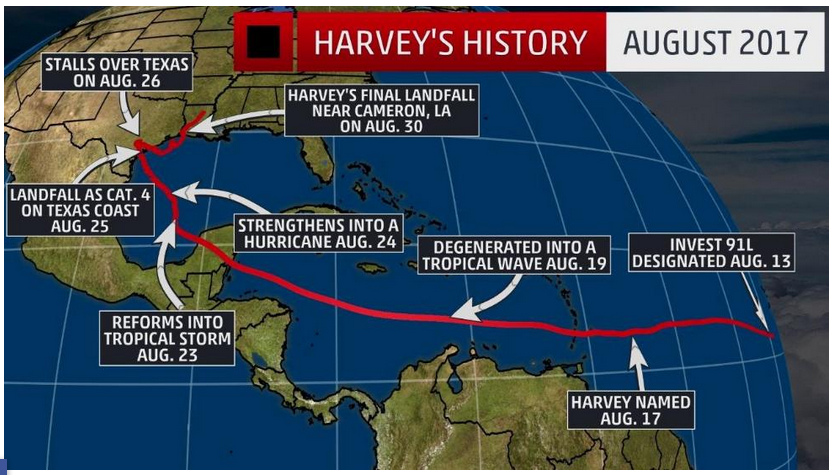 HARVEY'S HISTORY
AUGUST 2017
STALLS OVER TEXAS
ON AUG. 26
HARVEY'S FINAL LANDFALL
NEAR CAMERON, LA
ON AUG. 30
LANDFALL AS CAT. 4
ON TEXAS COAST
AUG. 25
STRENGTHENS INTO A
HURRICANE AUG. 24
DEGENERATED INTO A
TROPICAL WAVE AUG. 19
INVEST 91L
DESIGNATED AUG. 13
REFORMS INTO
TROPICAL STORM
AUG. 23
HARVEY NAMED
AUG. 17